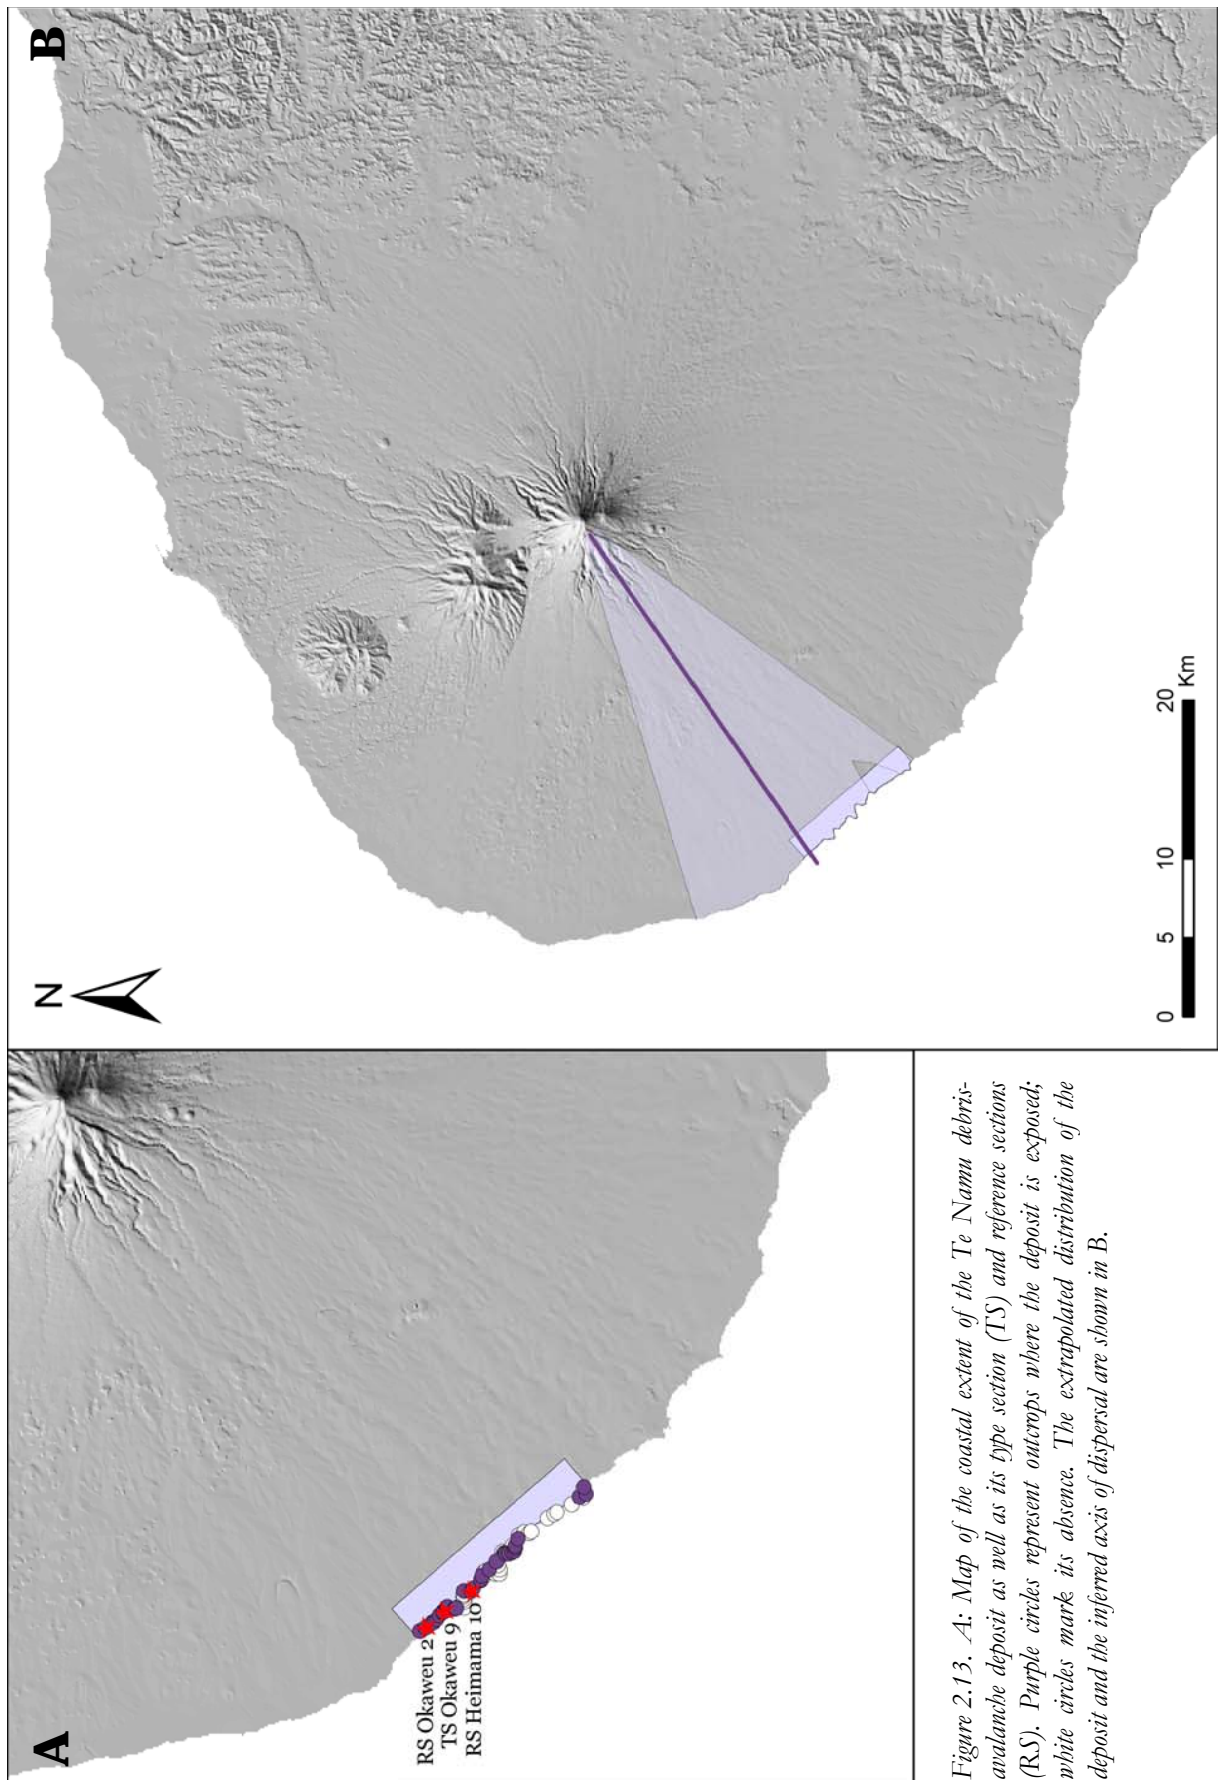 A
RS Okaweu 2
TS Okaweu 9
RS Heimama 10
B
N
0 5 10 20
Km
Figure 2.13. A: Map of the coastal extent of the Te Namu debris-
avalanche deposit as well as its type section (TS) and reference sections
(RS). Purple circles represent outcrops where the deposit is exposed;
white circles mark its absence. The extrapolated distribution of the
deposit and the inferred axis of dispersal are shown in B.